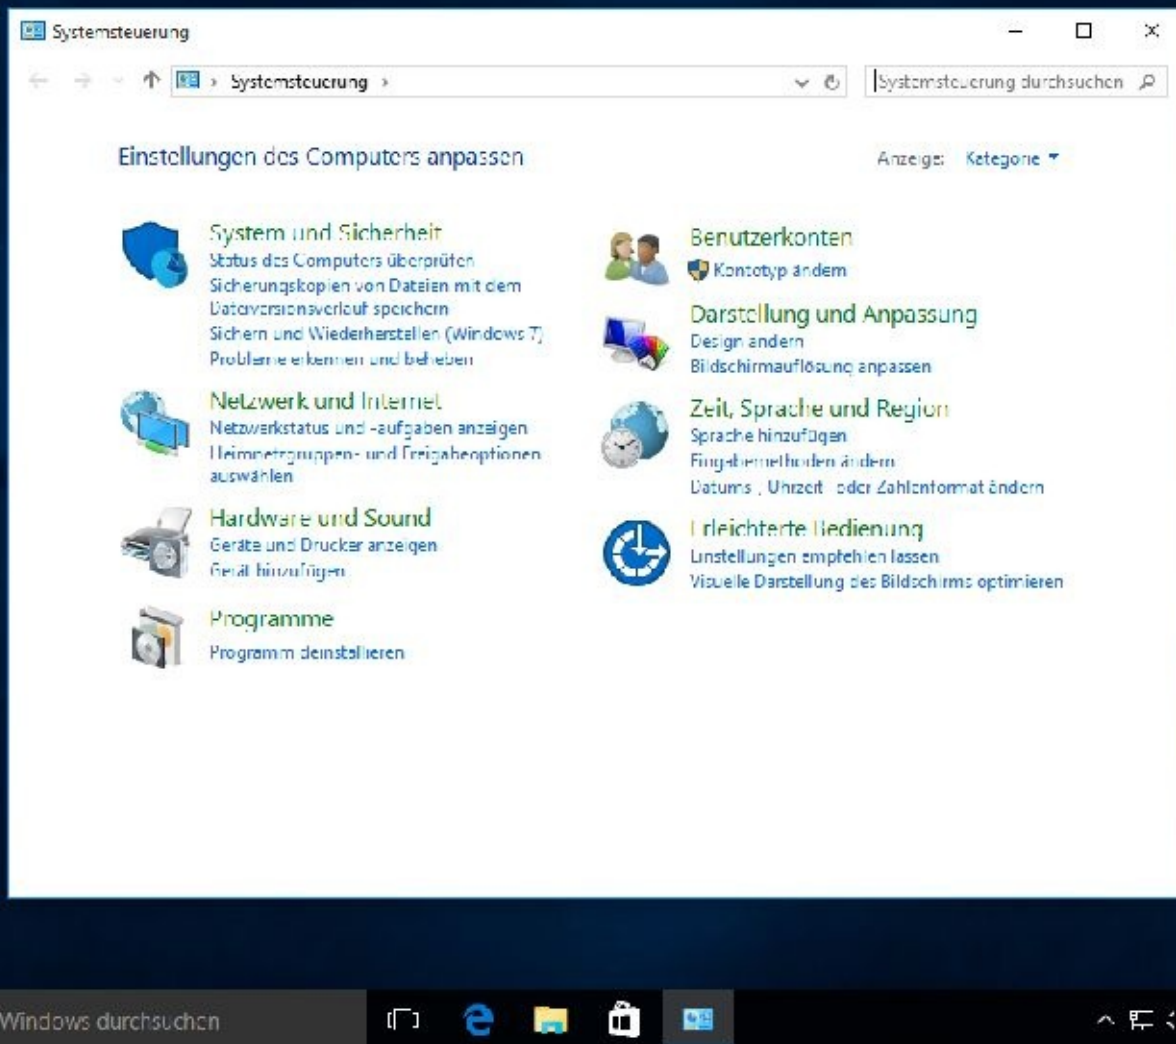 Systemsteuerung
Systemsteuerung
Systemsteuerung durchsuchen
Einstellungen des Computers anpassen
Anzeige: Kategorie
System und Sicherheit
Status des Computers überprüfen
Sicherungskopien von Dateien mit dem
Dateiversionsverlauf speichern
Sichern und Wiederherstellen (Windows 7)
Probleme erkennen und beheben
Netzwerk und Internet
Netzwerkstatus und -aufgaben anzeigen
Heimnetzgruppen- und Freigabeoptionen
auswählen
Hardware und Sound
Geräte und Drucker anzeigen
Gerät hinzufügen
Programme
Programm deinstallieren
Benutzerkonten
Kontotyp ändern
Darstellung und Anpassung
Design ändern
Bildschirmauflösung anpassen
Zeit, Sprache und Region
Sprache hinzufügen
Eingabemethoden ändern
Datums-, Uhrzeit- oder Zahlenformat ändern
Erleichterte Bedienung
Einstellungen empfehlen lassen
Visuelle Darstellung des Bildschirms optimieren
Windows durchsuchen